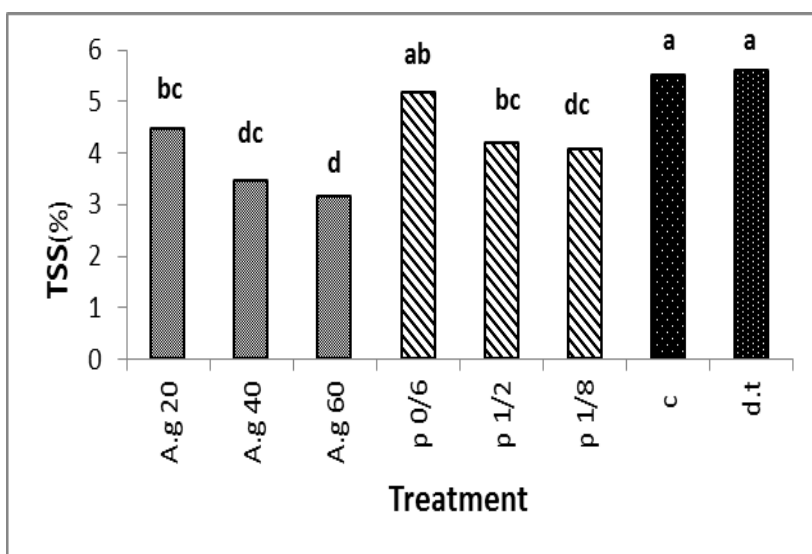 TSS(%)
6
5
4
3
2
1
0
bc
dc
d
ab
bc
dc
a
a
A.g 20
A.g 40
A.g 60
p 0/6
p 1/2
p 1/8
c
d.t
Treatment